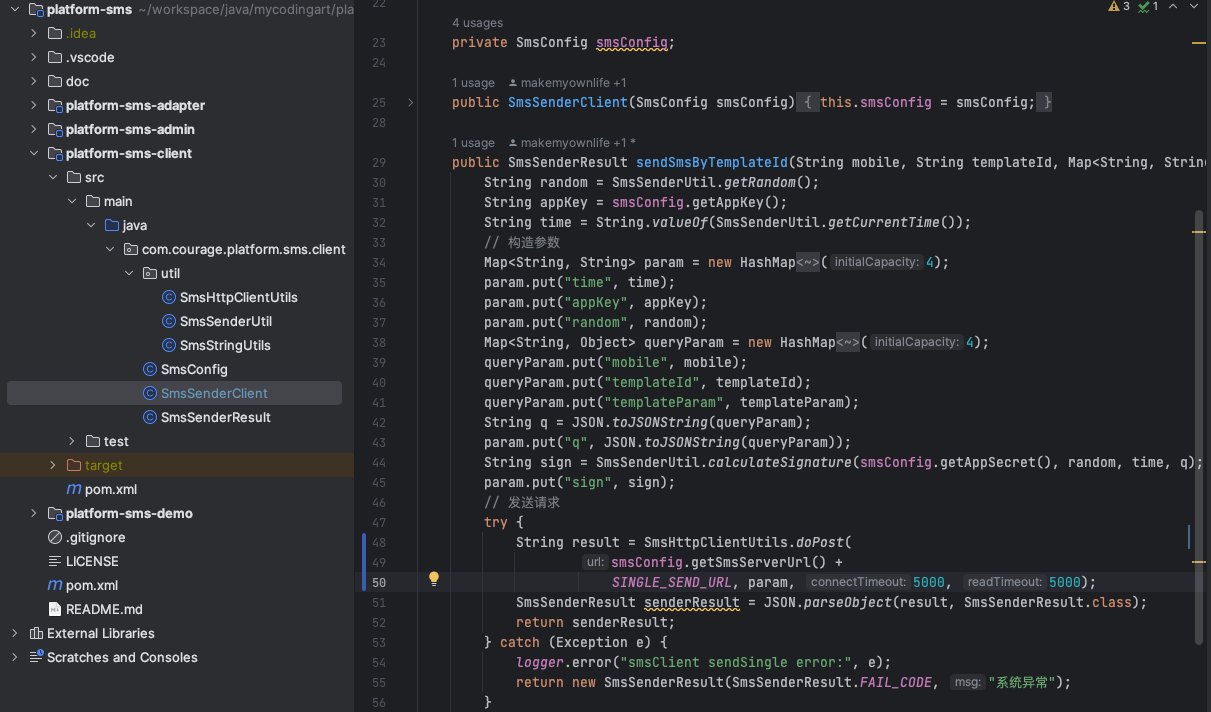 platform-sms ~/workspace/java/mycodingart/pla
.idea
.vscode
doc
platform-sms-adapter
platform-sms-admin
platform-sms-client
src
main
java
com.courage.platform.sms.client
util
SmsHttpClientUtils
SmsSenderUtil
SmsStringUtils
SmsConfig
SmsSenderClient
SmsSenderResult
test
target
pom.xml
platform-sms-demo
.gitignore
LICENSE
pom.xml
README.md
External Libraries
Scratches and Consoles
3 1
22
4 usages
23 private SmsConfig smsConfig;
24
1 usage makemyownlife +1
25 public SmsSenderClient(SmsConfig smsConfig) { this.smsConfig = smsConfig; }
28
1 usage makemyownlife +1 *
29 public SmsSenderResult sendSmsByTemplateId(String mobile, String templateId, Map<String, Strin
30 String random = SmsSenderUtil.getRandom();
31 String appKey = smsConfig.getAppKey();
32 String time = String.valueOf(SmsSenderUtil.getCurrentTime());
33 // 构造参数
34 Map<String, String> param = new HashMap<~>( initialCapacity: 4);
35 param.put("time", time);
36 param.put("appKey", appKey);
37 param.put("random", random);
38 Map<String, Object> queryParam = new HashMap<~>( initialCapacity: 4);
39 queryParam.put("mobile", mobile);
40 queryParam.put("templateId", templateId);
41 queryParam.put("templateParam", templateParam);
42 String q = JSON.toJSONString(queryParam);
43 param.put("q", JSON.toJSONString(queryParam));
44 String sign = SmsSenderUtil.calculateSignature(smsConfig.getAppSecret(), random, time, q);
45 param.put("sign", sign);
46 // 发送请求
47 try {
48 String result = SmsHttpClientUtils.doPost(
49 url: smsConfig.getSmsServerUrl() +
50 SINGLE_SEND_URL, param, connectTimeout: 5000, readTimeout: 5000);
51 SmsSenderResult senderResult = JSON.parseObject(result, SmsSenderResult.class);
52 return senderResult;
53 } catch (Exception e) {
54 logger.error("smsClient sendSingle error:", e);
55 return new SmsSenderResult(SmsSenderResult.FAIL_CODE, msg: "系统异常");
56 }